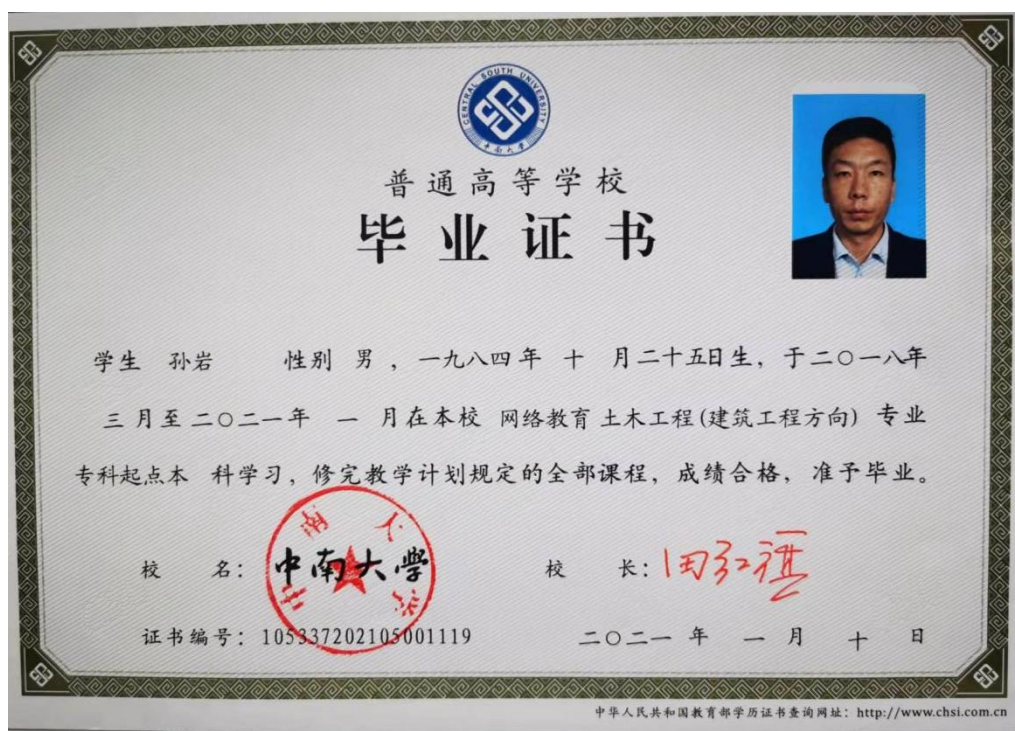 CENTRAL SOUTH UNIVERSITY
中南大学
普通高等学校
毕业证书
学生 孙岩 性别 男 , 一九八四年 十 月二十五日生, 于二〇一八年
三月至二〇二一年 一 月在本校 网络教育 土木工程(建筑工程方向) 专业
专科起点本 科学习, 修完教学计划规定的全部课程, 成绩合格, 准予毕业。
校 名: 中南大學
中南大学
校 长: 田红旗
证书编号: 105337202105001119
二〇二一 年 一 月 十 日
中华人民共和国教育部学历证书查询网址: http://www.chsi.com.cn